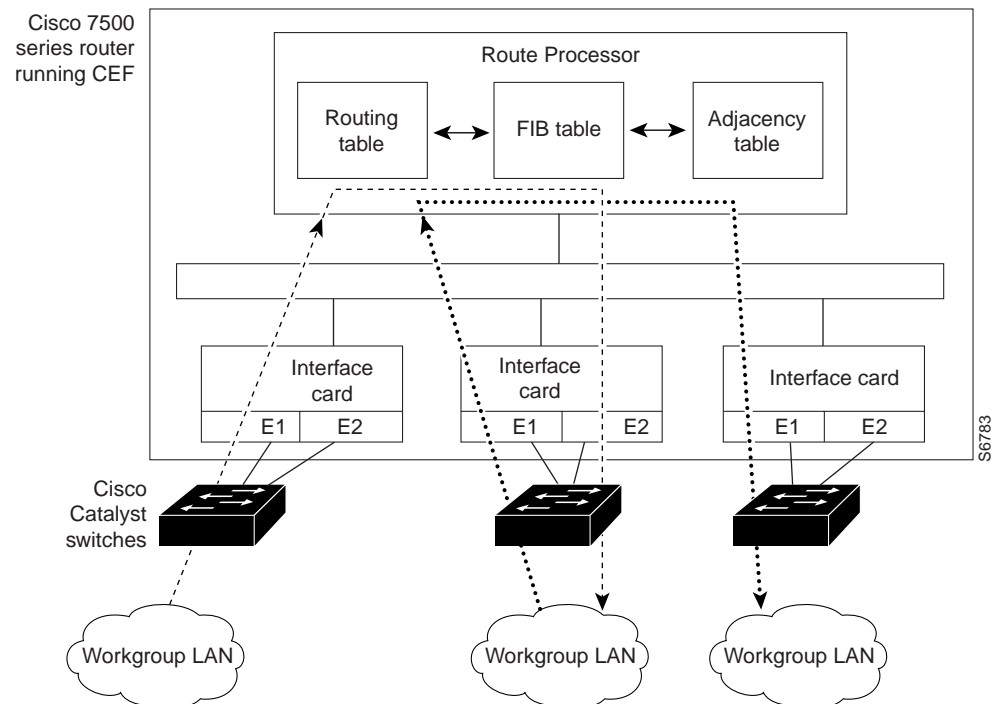 Cisco 7500
series router
running CEF
Route Processor
Routing
table
FIB table
Adjacency
table
Interface
card
E1
E2
Interface
card
E1
E2
Interface card
E1
E2
S6783
Cisco
Catalyst
switches
Workgroup LAN
Workgroup LAN
Workgroup LAN